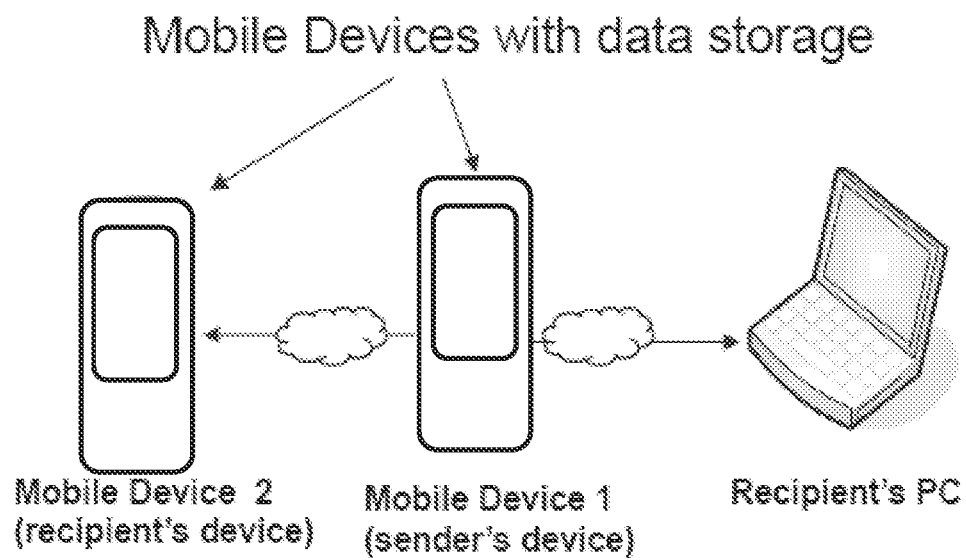 Mobile Devices with data storage
Mobile Device 2
(recipient's device)
Mobile Device 1
(sender's device)
Recipient's PC